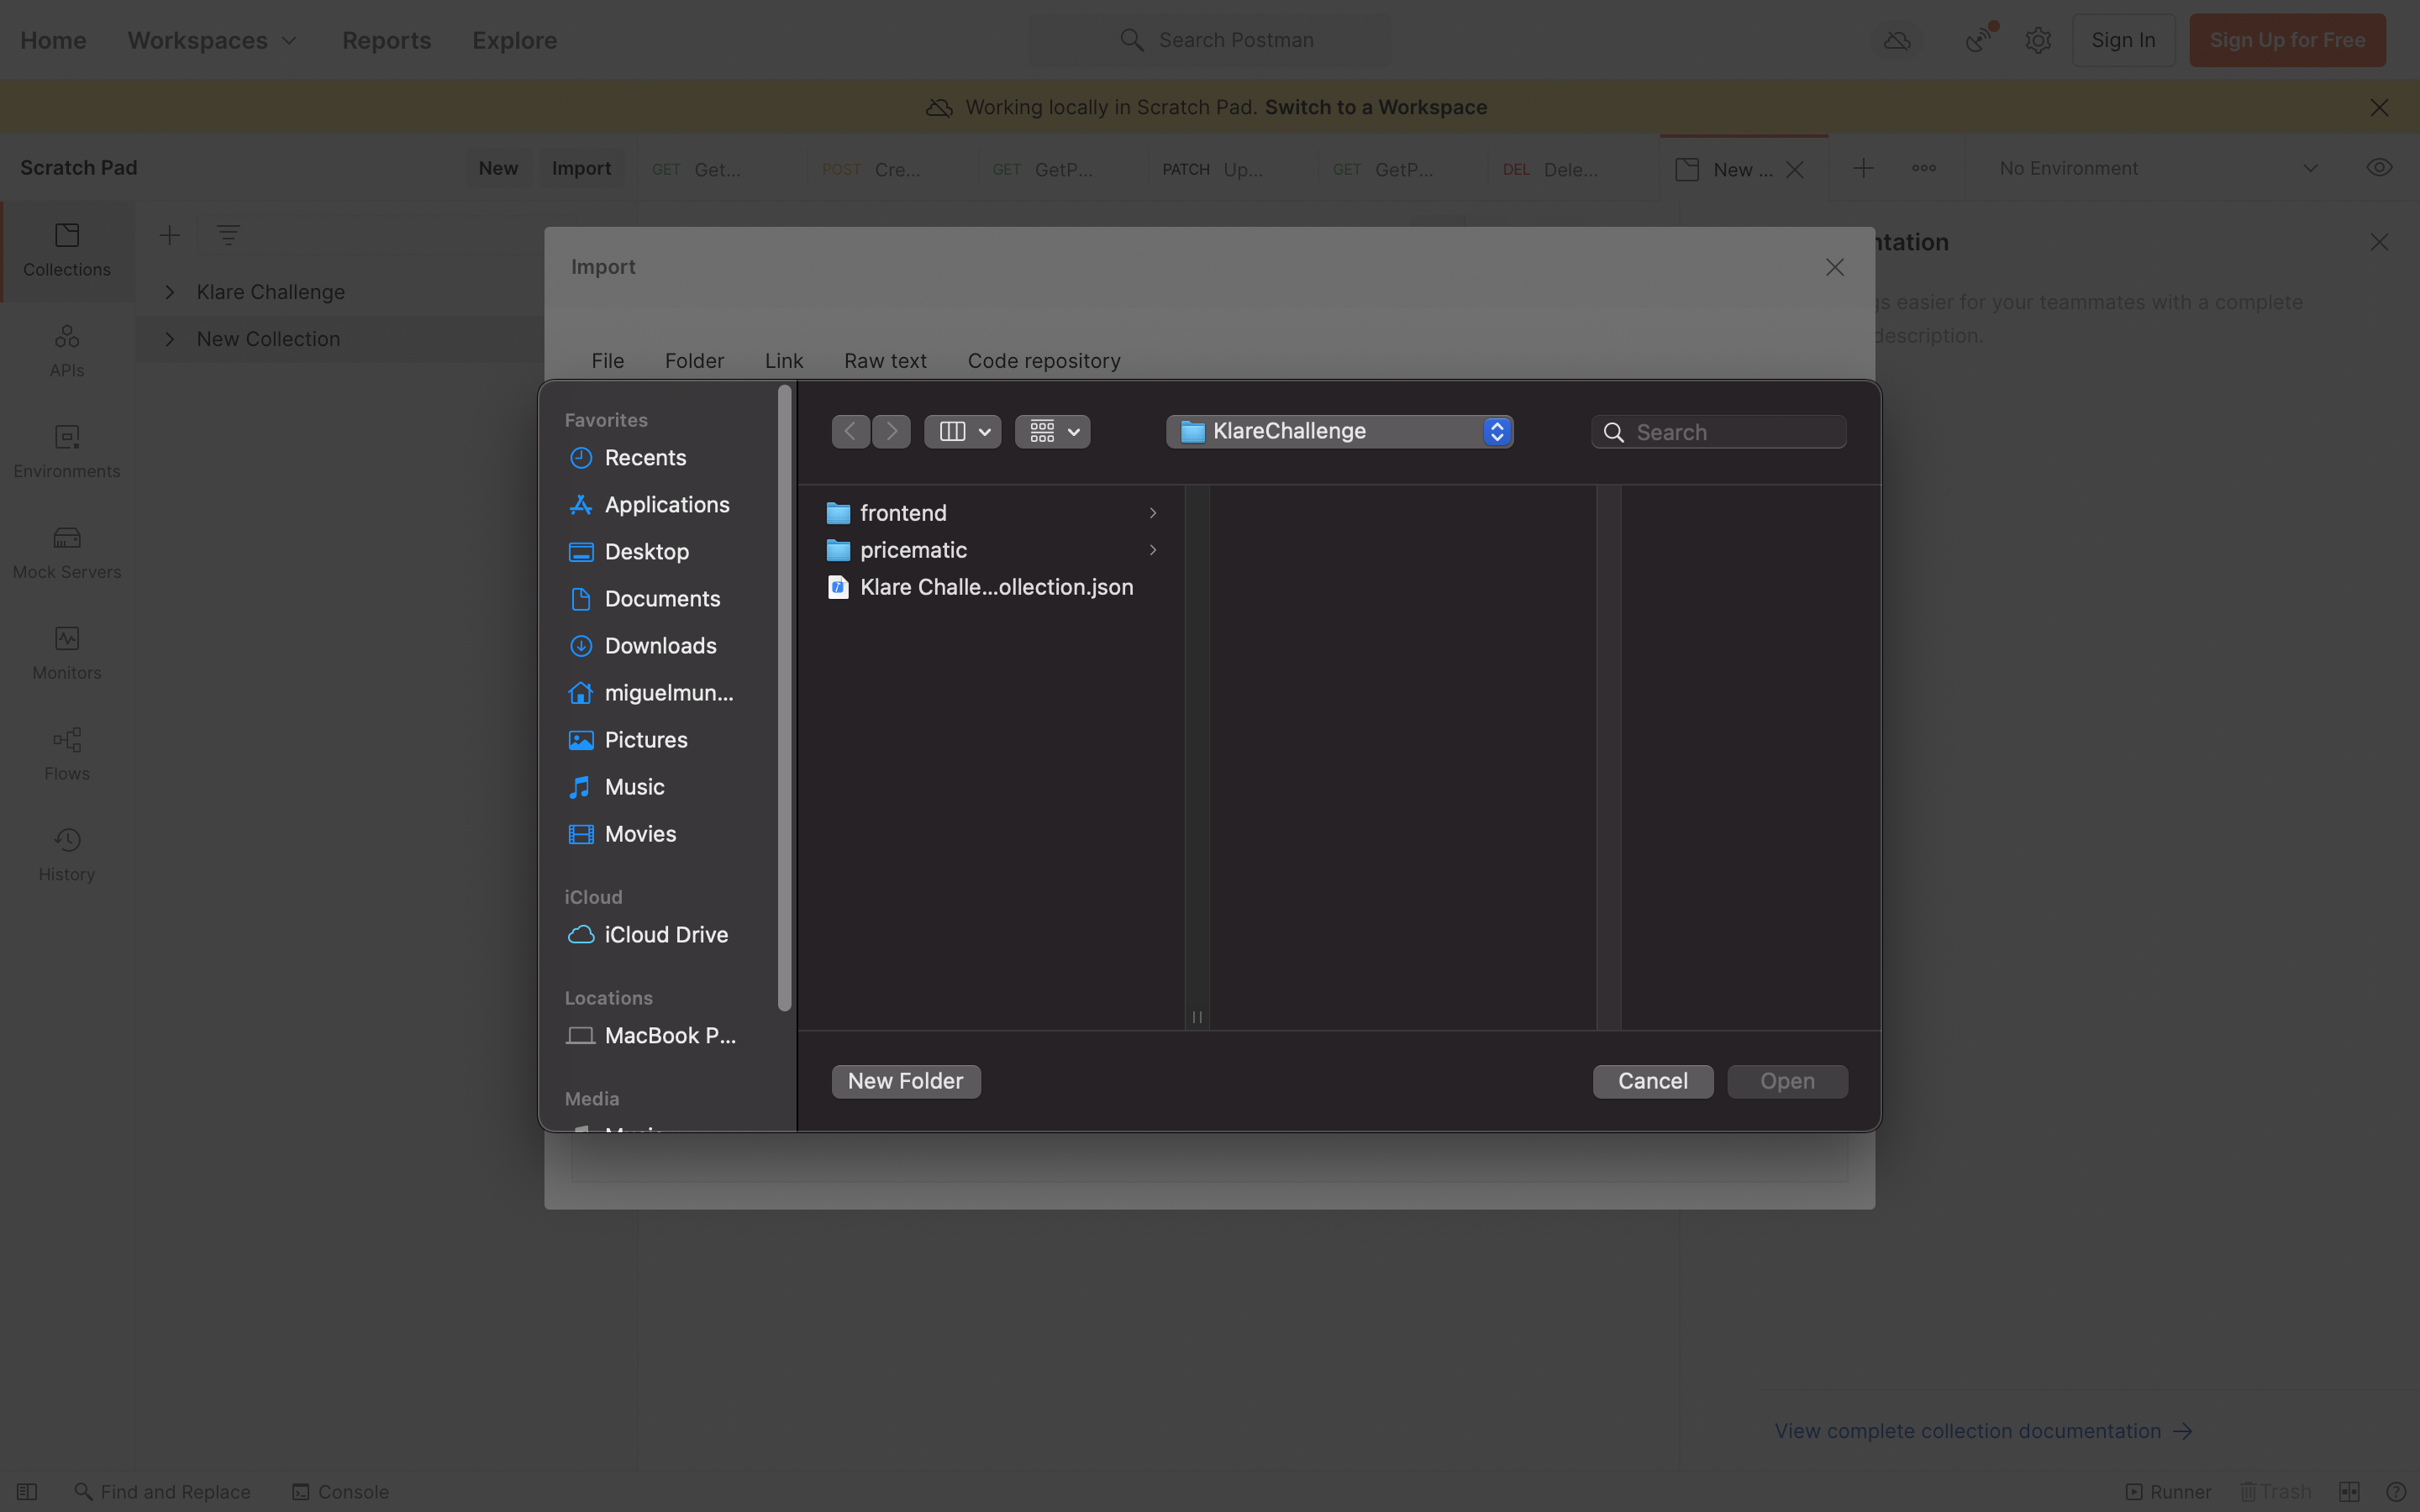 Home Workspaces Reports Explore Search Postman Sign In Sign Up for Free
Working locally in Scratch Pad. Switch to a Workspace
Scratch Pad New Import GET Get... POST Cre... GET GetP... PATCH Up... GET GetP... DEL Dele... New ... No Environment
Collections
APIs
Environments
Mock Servers
Monitors
Flows
History
Klare Challenge
New Collection
Import
File Folder Link Raw text Code repository
ntation
gs easier for your teammates with a complete
description.
Favorites
Recents
Applications
Desktop
Documents
Downloads
miguelmun...
Pictures
Music
Movies
iCloud
iCloud Drive
Locations
MacBook P...
Media
Music
KlareChallenge
Search
frontend
pricematic
Klare Challe...ollection.json
New Folder Cancel Open
View complete collection documentation →
Find and Replace Console Runner Trash